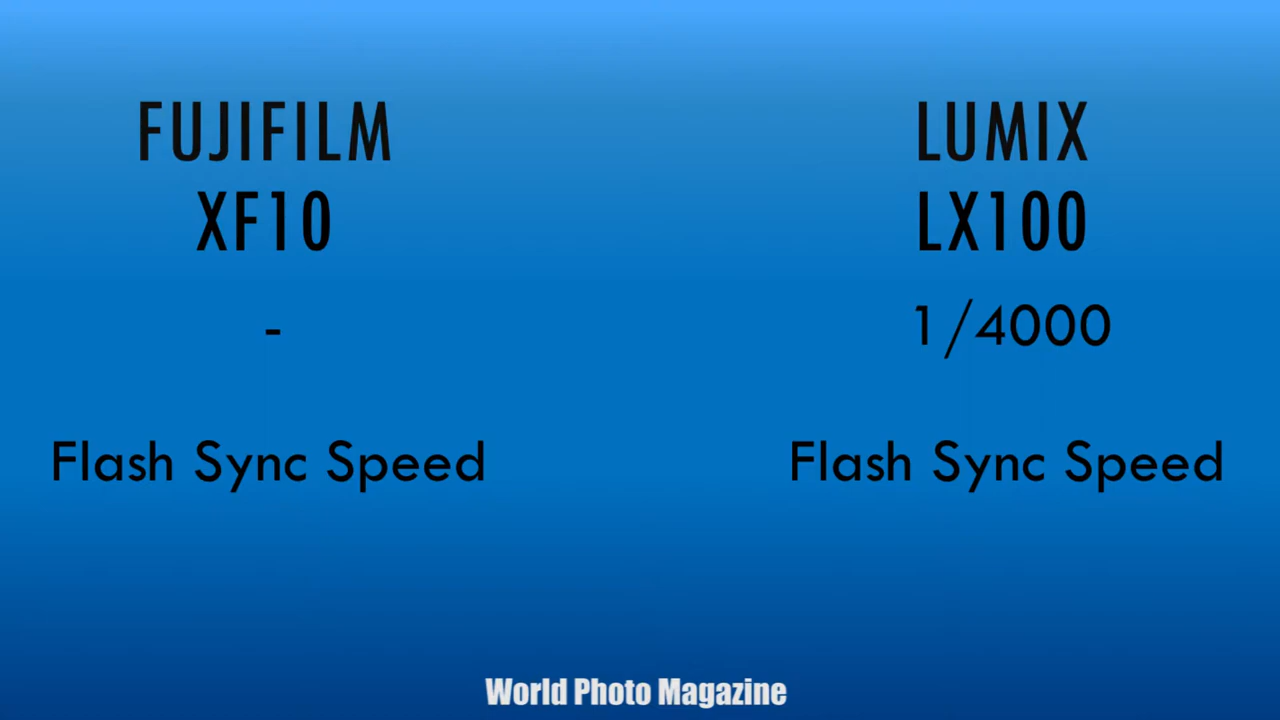 FUJIFILM
XF10
-
Flash Sync Speed
LUMIX
LX100
1/4000
Flash Sync Speed
World Photo Magazine